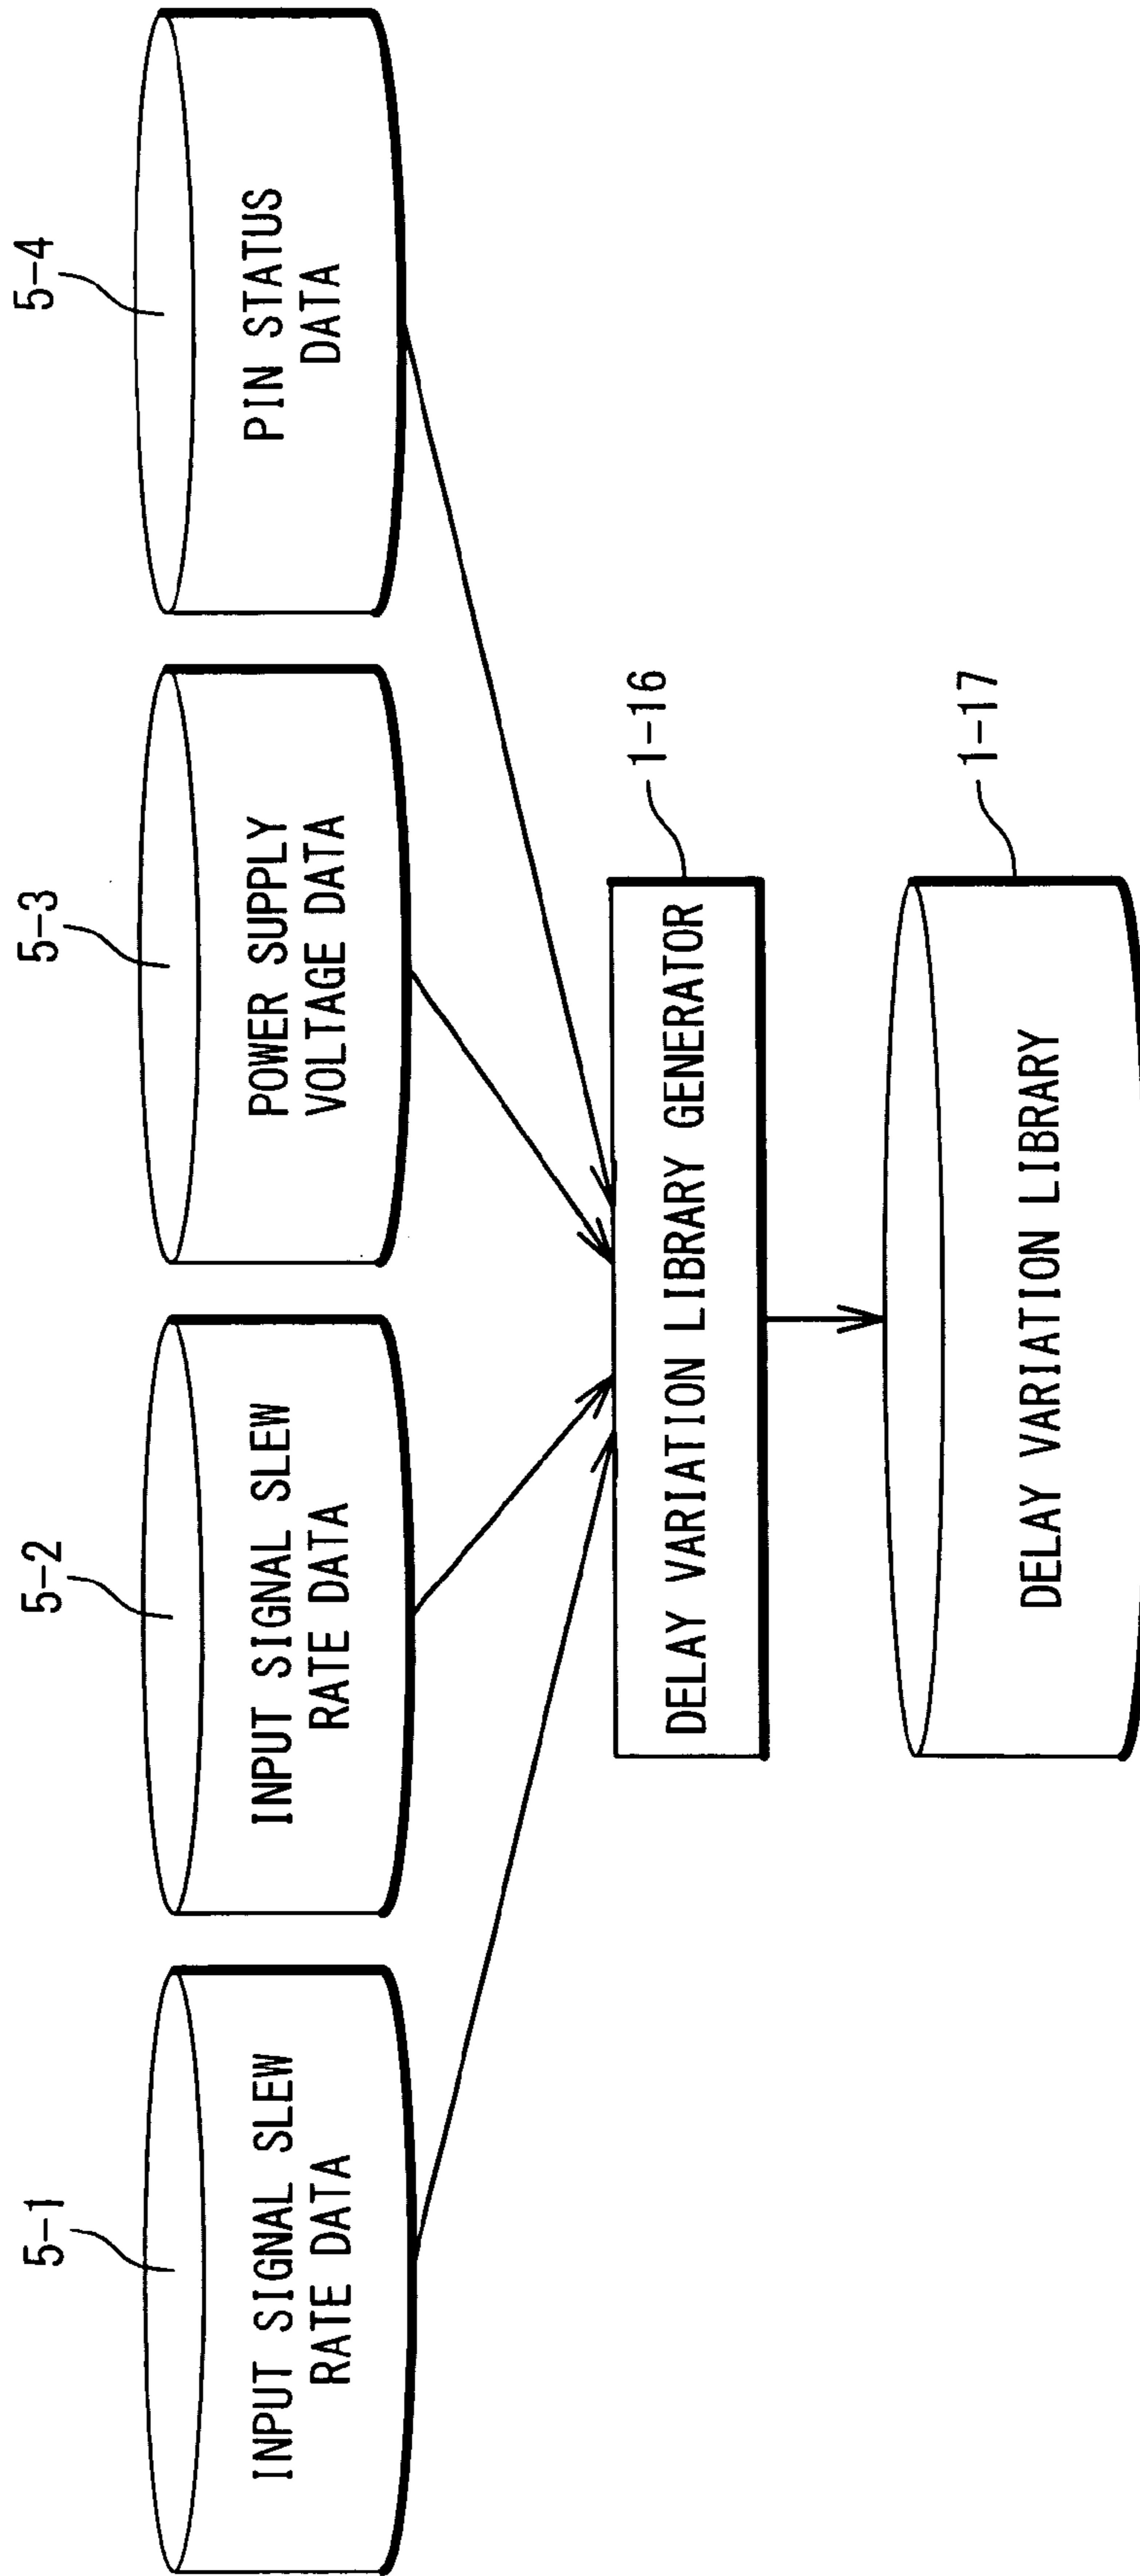 5-1
5-2
5-3
5-4
INPUT SIGNAL SLEW
RATE DATA
INPUT SIGNAL SLEW
RATE DATA
POWER SUPPLY
VOLTAGE DATA
PIN STATUS
DATA
DELAY VARIATION LIBRARY GENERATOR
1-16
DELAY VARIATION LIBRARY
1-17